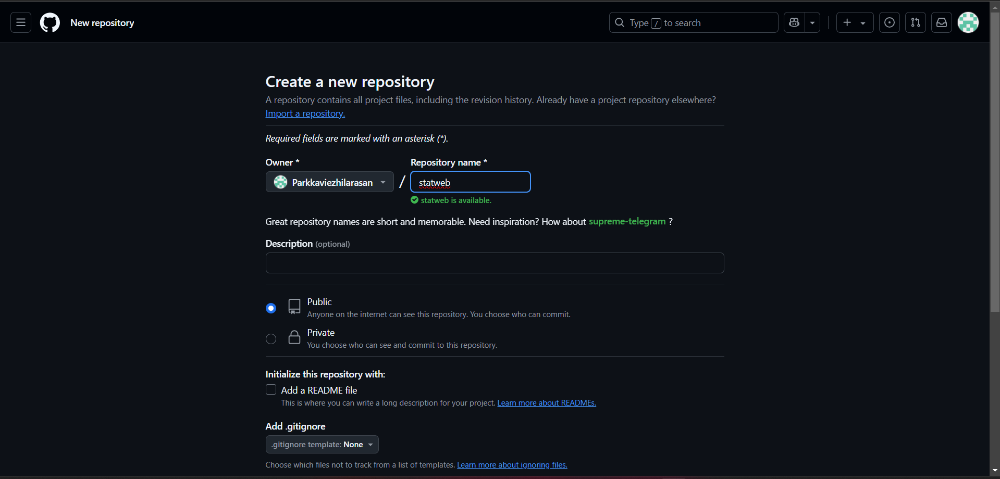 New repository
Type / to search
Create a new repository
A repository contains all project files, including the revision history. Already have a project repository elsewhere?
Import a repository.
Required fields are marked with an asterisk (*).
Owner *
Repository name *
Parkkaviezhilarasan / statweb
statweb is available.
Great repository names are short and memorable. Need inspiration? How about supreme-telegram ?
Description (optional)
Public
Anyone on the internet can see this repository. You choose who can commit.
Private
You choose who can see and commit to this repository.
Initialize this repository with:
Add a README file
This is where you can write a long description for your project. Learn more about READMEs.
Add .gitignore
.gitignore template: None
Choose which files not to track from a list of templates. Learn more about ignoring files.